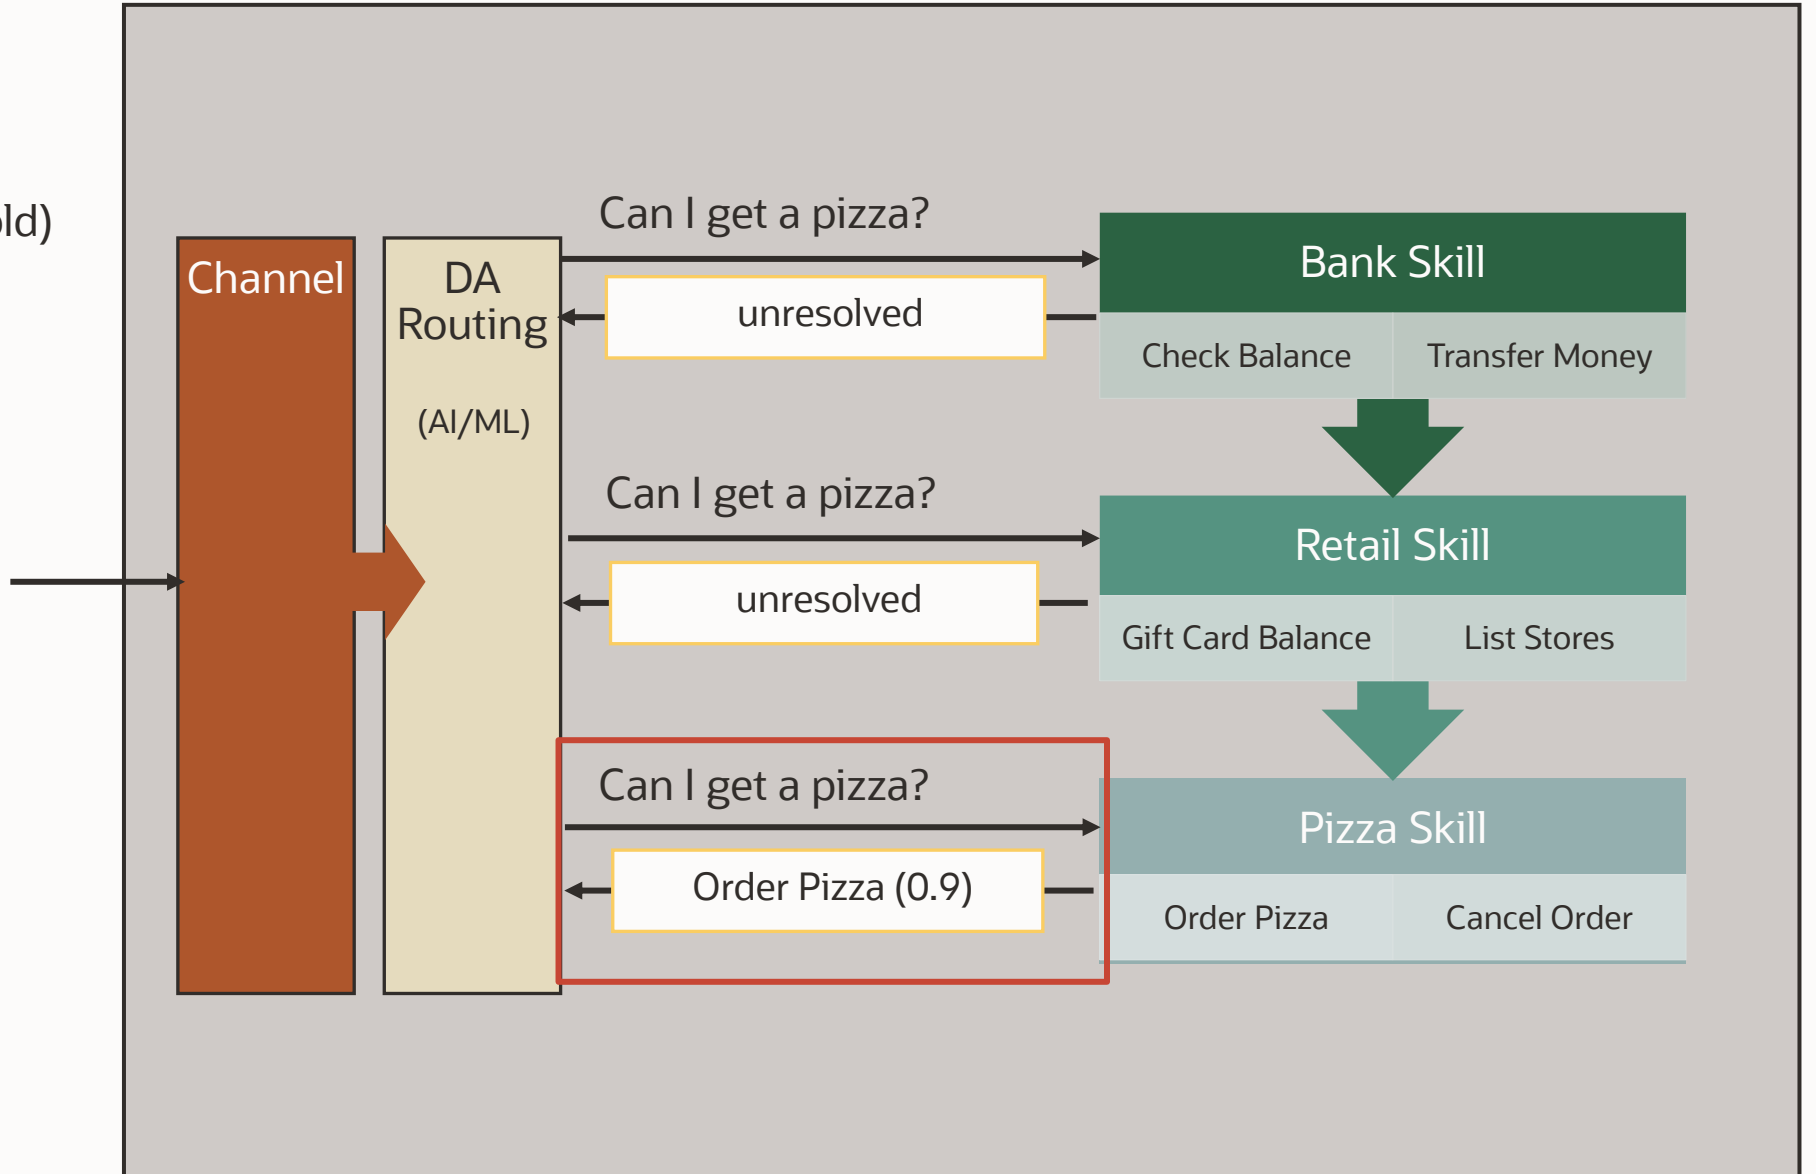 old)
Channel
DA
Routing
(AI/ML)
Can I get a pizza?
unresolved
Bank Skill
Check Balance
Transfer Money
Can I get a pizza?
unresolved
Retail Skill
Gift Card Balance
List Stores
Can I get a pizza?
Order Pizza (0.9)
Pizza Skill
Order Pizza
Cancel Order